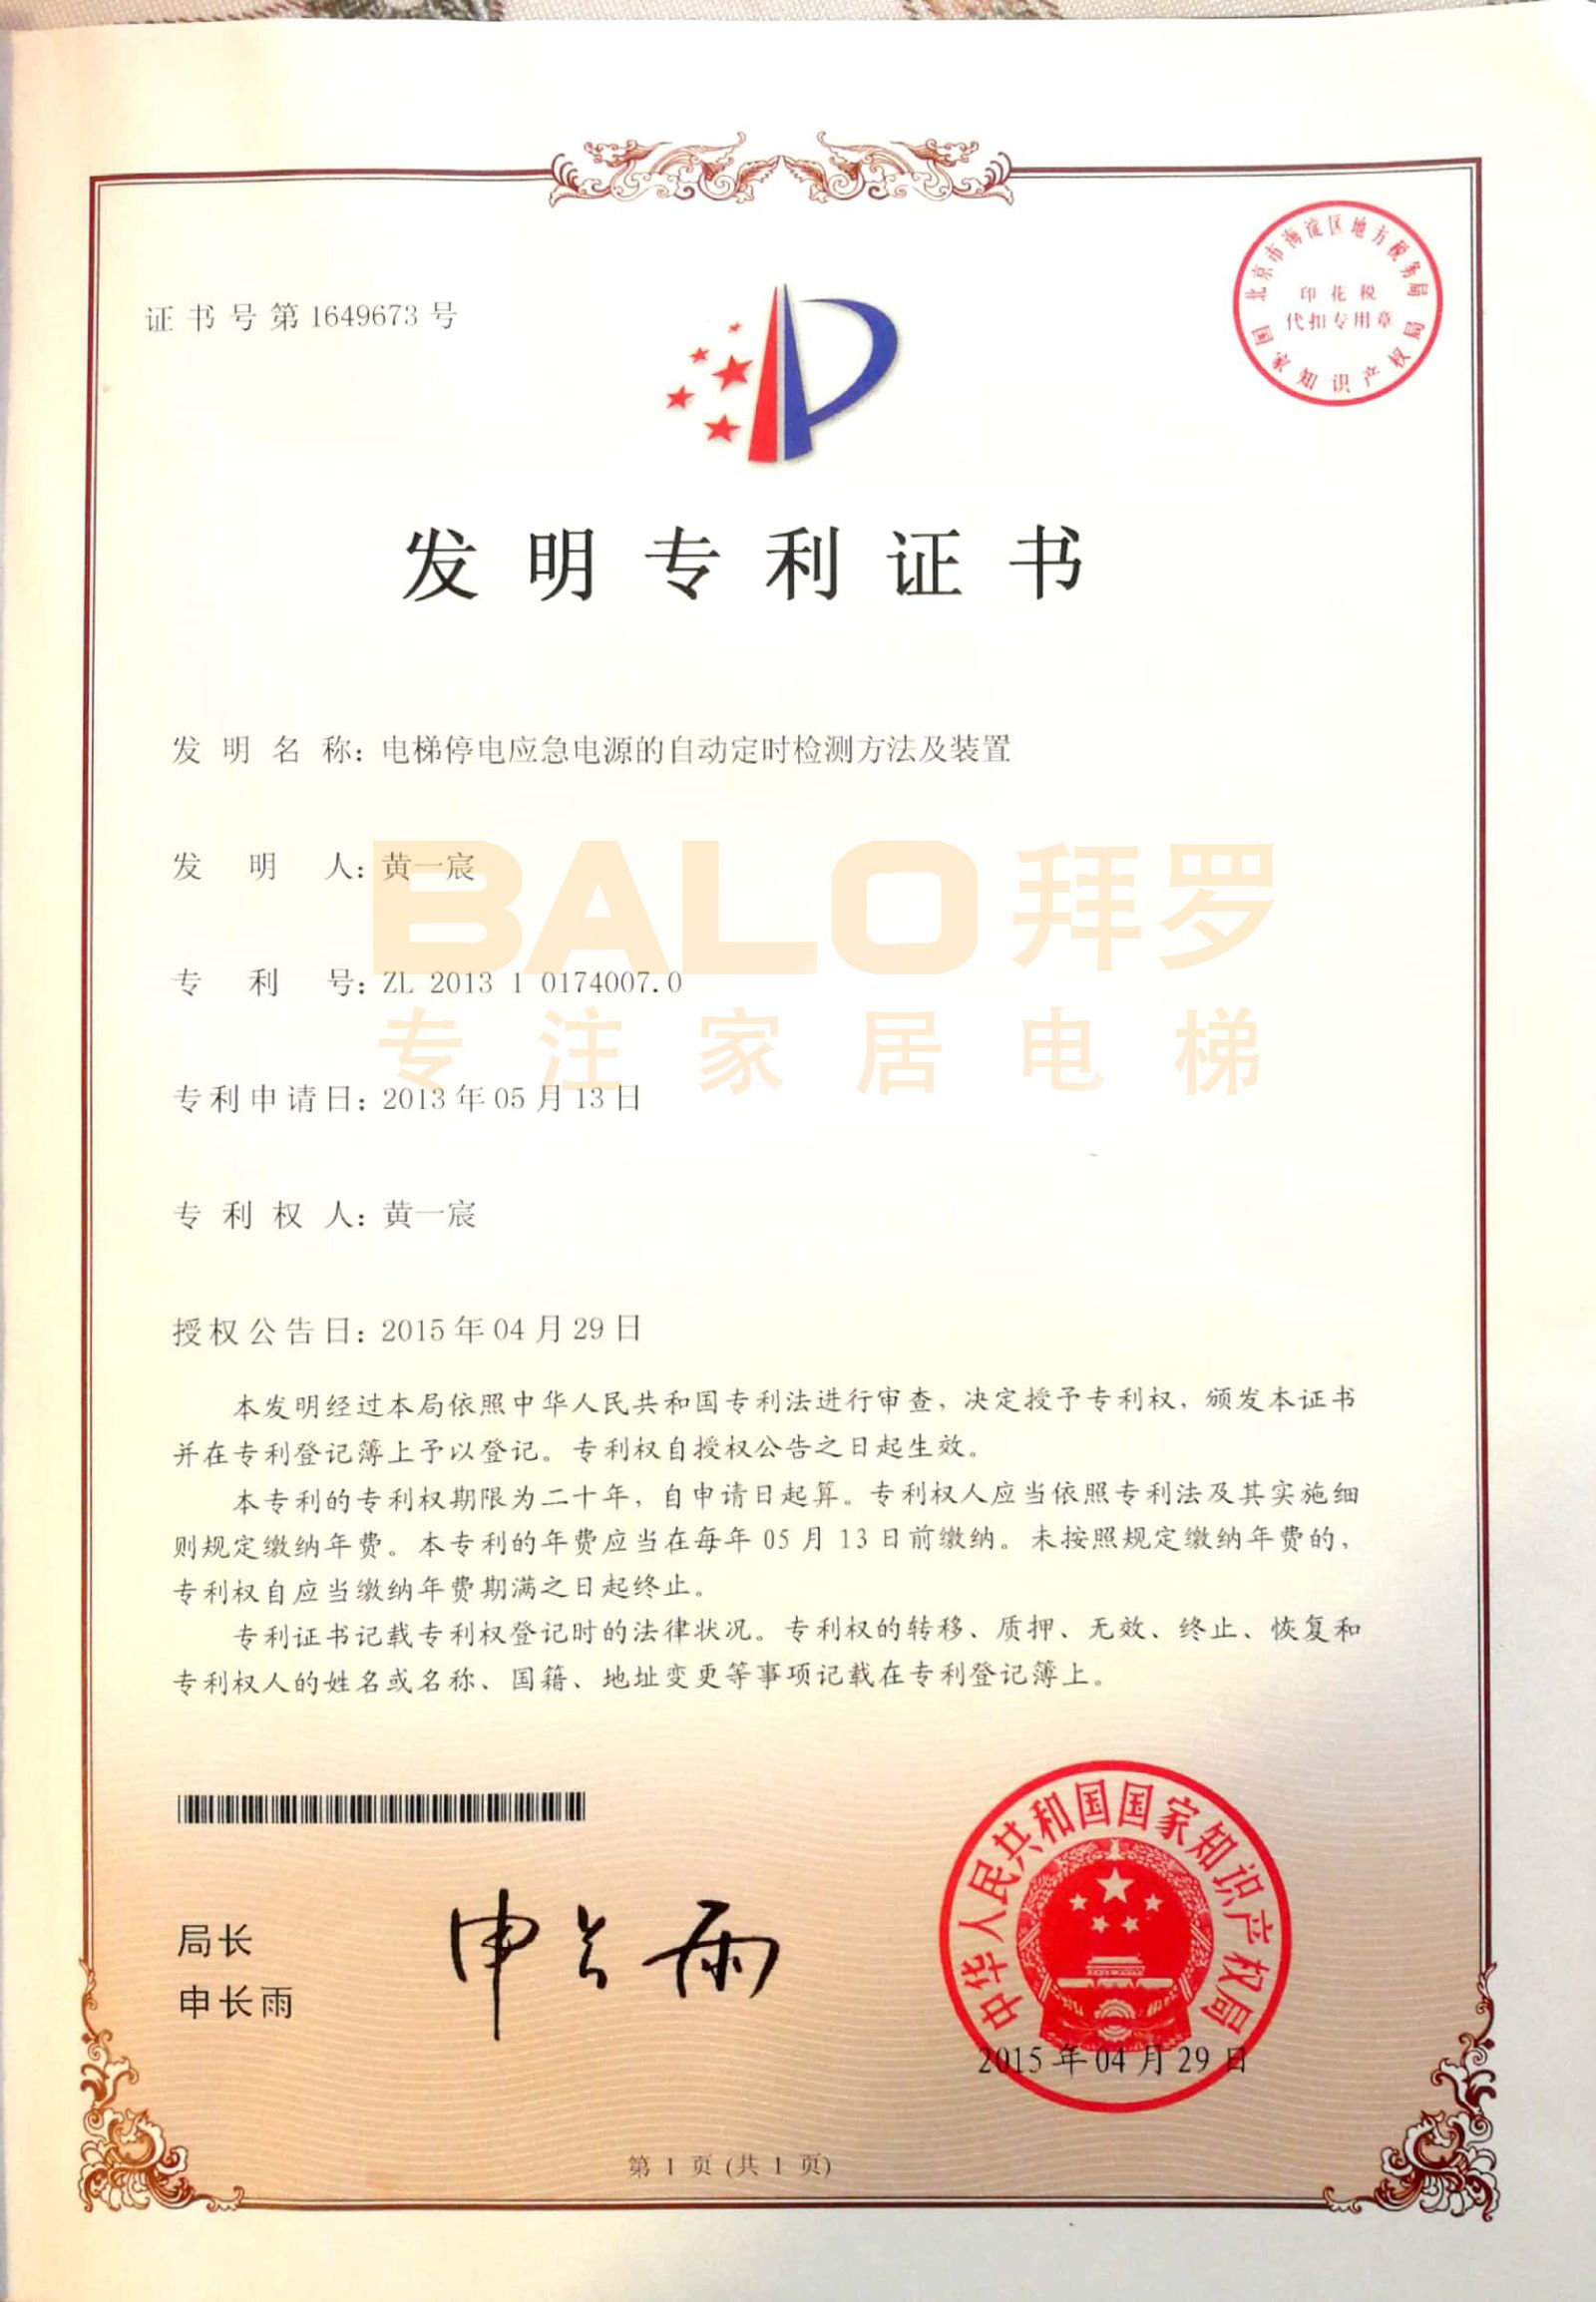 证书号第1649673号
北京市海淀区地方税务局
印花税
代扣专用章
国家知识产权局
发明专利证书
发明名称：电梯停电应急电源的自动定时检测方法及装置
发明人：黄一宸
BALO拜罗
专利号：ZL 2013 1 0174007.0
专注家居电梯
专利申请日：2013年05月13日
专利权人：黄一宸
授权公告日：2015年04月29日
本发明经过本局依照中华人民共和国专利法进行审查，决定授予专利权，颁发本证书
并在专利登记簿上予以登记。专利权自授权公告之日起生效。
本专利的专利权期限为二十年，自申请日起算。专利权人应当依照专利法及其实施细
则规定缴纳年费。本专利的年费应当在每年05月13日前缴纳。未按照规定缴纳年费的，
专利权自应当缴纳年费期满之日起终止。
专利证书记载专利权登记时的法律状况。专利权的转移、质押、无效、终止、恢复和
专利权人的姓名或名称、国籍、地址变更等事项记载在专利登记簿上。
局长
申长雨
申长雨
中华人民共和国国家知识产权局
2015年04月29日
第1页(共1页)